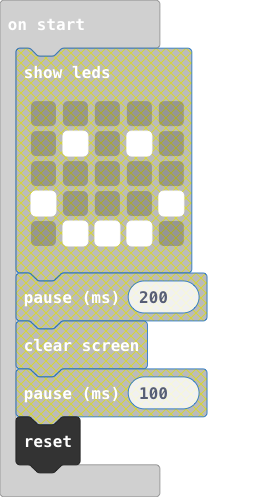 on start
show leds
pause (ms) 200
clear screen
pause (ms) 100
reset